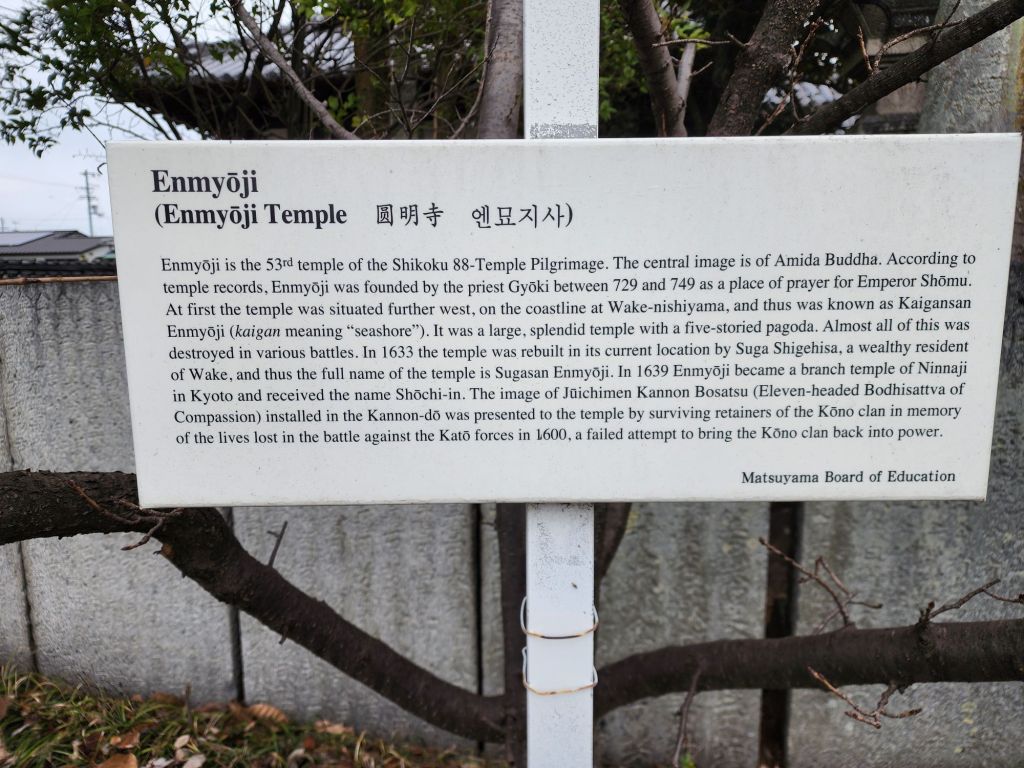 Enmyōji
(Enmyōji Temple 圓明寺 엔묘지사)
Enmyōji is the 53rd temple of the Shikoku 88-Temple Pilgrimage. The central image is of Amida Buddha. According to
temple records, Enmyōji was founded by the priest Gyōki between 729 and 749 as a place of prayer for Emperor Shōmu.
At first the temple was situated further west, on the coastline at Wake-nishiyama, and thus was known as Kaigansan
Enmyōji (kaigan meaning “seashore”). It was a large, splendid temple with a five-storied pagoda. Almost all of this was
destroyed in various battles. In 1633 the temple was rebuilt in its current location by Suga Shigehisa, a wealthy resident
of Wake, and thus the full name of the temple is Sugasan Enmyōji. In 1639 Enmyōji became a branch temple of Ninnaji
in Kyoto and received the name Shōchi-in. The image of Jūichimen Kannon Bosatsu (Eleven-headed Bodhisattva of
Compassion) installed in the Kannon-dō was presented to the temple by surviving retainers of the Kōno clan in memory
of the lives lost in the battle against the Katō forces in 1600, a failed attempt to bring the Kōno clan back into power.
Matsuyama Board of Education